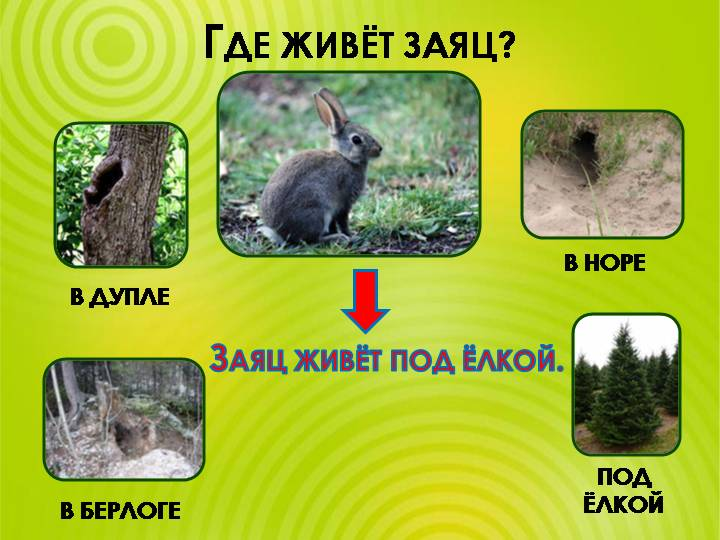 ГДЕ ЖИВЁТ ЗАЯЦ?
В ДУПЛЕ
В НОРЕ
ЗАЯЦ ЖИВЁТ ПОД ЁЛКОЙ.
В БЕРЛОГЕ
ПОД
ЁЛКОЙ